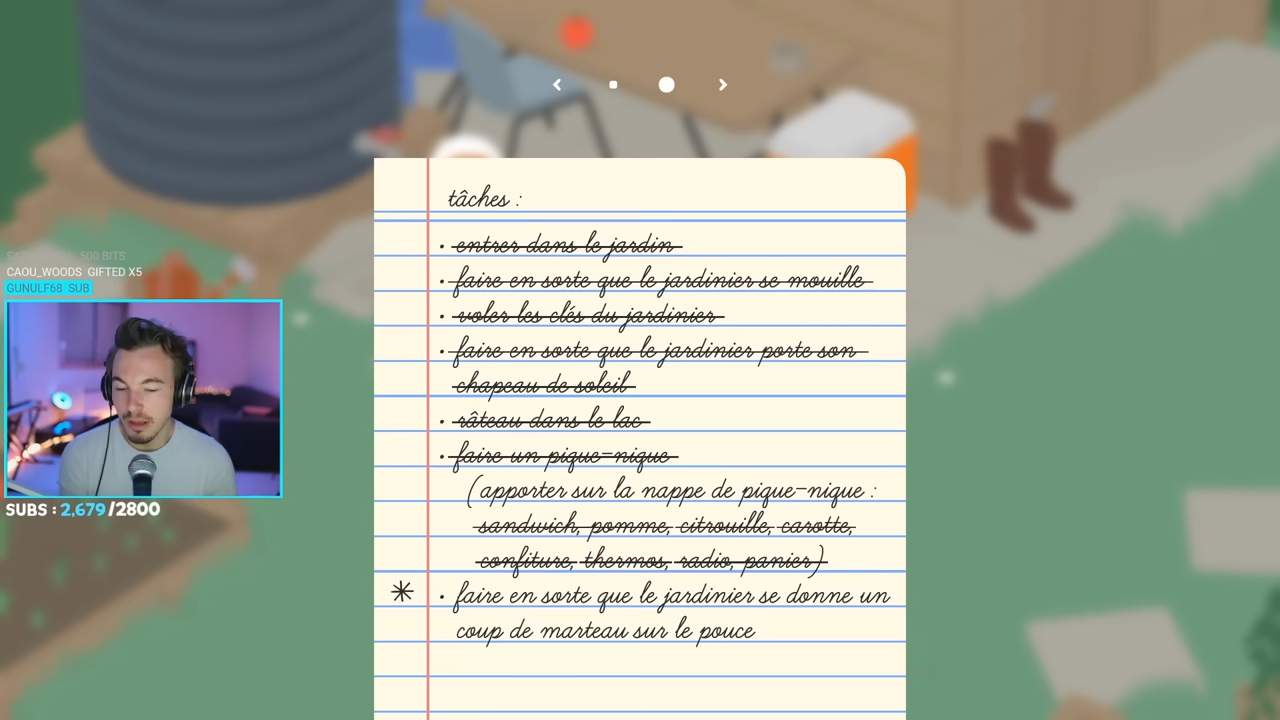 tâches :
• entrer dans le jardin
• faire en sorte que le jardinier se mouille
• voler les clés du jardinier
• faire en sorte que le jardinier porte son
chapeau de soleil
• râteau dans le lac
• faire un pique-nique
(apporter sur la nappe de pique-nique :
sandwich, pomme, citrouille, carotte,
confiture, thermos, radio, panier)
• faire en sorte que le jardinier se donne un
coup de marteau sur le pouce
500 BITS
CAOU_WOODS GIFTED X5
GUNULF68 SUB
SUBS : 2,679/2800